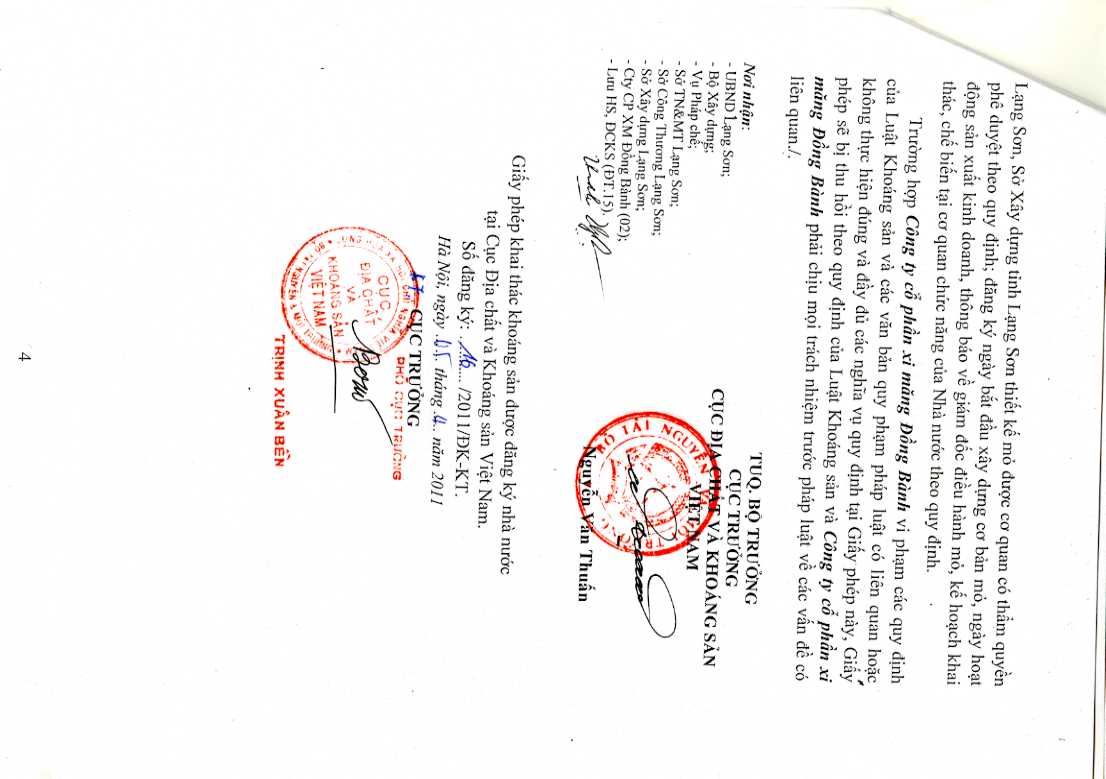 Lạng Sơn, Sở Xây dựng tỉnh Lạng Sơn thiết kế mỏ được cơ quan có thẩm quyền
phê duyệt theo quy định; đăng ký ngày bắt đầu xây dựng cơ bản mỏ, ngày hoạt
động sản xuất kinh doanh, thông báo về giám đốc điều hành mỏ, kế hoạch khai
thác, chế biến tại cơ quan chức năng của Nhà nước theo quy định.
Trường hợp Công ty cổ phần xi măng Đồng Bành vi phạm các quy định
của Luật Khoáng sản và các văn bản quy phạm pháp luật có liên quan hoặc
không thực hiện đúng và đầy đủ các nghĩa vụ quy định tại Giấy phép này, Giấy
phép sẽ bị thu hồi theo quy định của Luật Khoáng sản và Công ty cổ phần xi
măng Đồng Bành phải chịu mọi trách nhiệm trước pháp luật về các vấn đề có
liên quan./.
Nơi nhận:
- UBND Lạng Sơn;
- Bộ Xây dựng;
- Vụ Pháp chế;
- Sở TN&MT Lạng Sơn;
- Sở Công Thương Lạng Sơn;
- Sở Xây dựng Lạng Sơn;
- Cty CP XM Đồng Bành (02);
- Lưu HS, ĐCKS (ĐT.15).
TUQ. BỘ TRƯỞNG
CỤC TRƯỞNG
CỤC ĐỊA CHẤT VÀ KHOÁNG SẢN
VIỆT NAM
BỘ TÀI NGUYÊN VÀ MÔI TRƯỜNG
Nguyễn Văn Thuấn
Giấy phép khai thác khoáng sản được đăng ký nhà nước
tại Cục Địa chất và Khoáng sản Việt Nam.
Số đăng ký: ..16.... /2011/ĐK-KT.
Hà Nội, ngày .05. tháng .4.. năm 2011
KT. CỤC TRƯỞNG
PHÓ CỤC TRƯỞNG
CỤC
ĐỊA CHẤT
VÀ
KHOÁNG SẢN
VIỆT NAM
BỘ TÀI NGUYÊN & MÔI TRƯỜNG
TRỊNH XUÂN BỀN
4